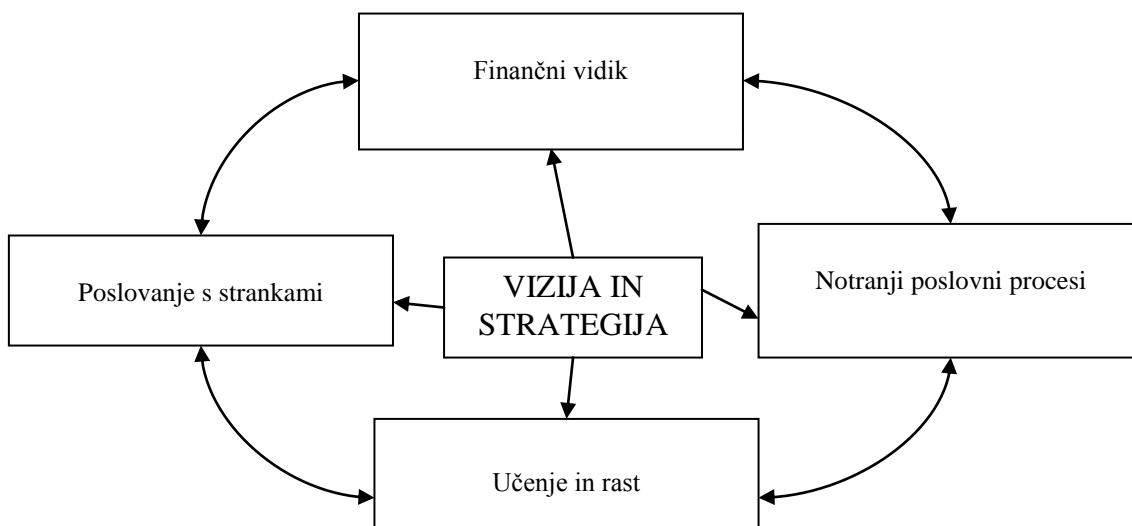 Finančni vidik
Poslovanje s strankami
VIZIJA IN
STRATEGIJA
Notranji poslovni procesi
Učenje in rast